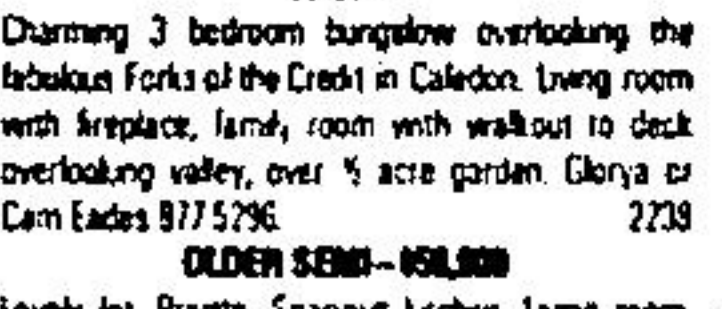 Charming 3 bedroom bungalow overlooking the
fabulous Forks of the Credit in Caledon. Living room
with fireplace, family room with walkout to deck
overlooking valley, over ½ acre garden. Glorya or
Cam Eades 877 5296. 2739
OLDER SEMI
room